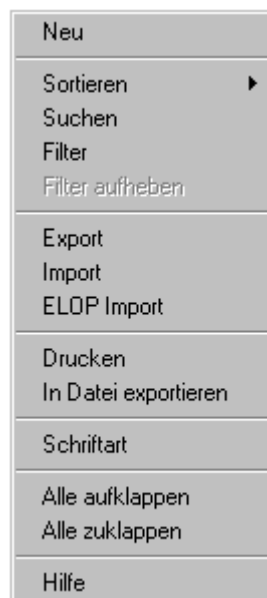 Neu
Sortieren
Suchen
Filter
Filter aufheben
Export
Import
ELOP Import
Drucken
In Datei exportieren
Schriftart
Alle aufklappen
Alle zuklappen
Hilfe